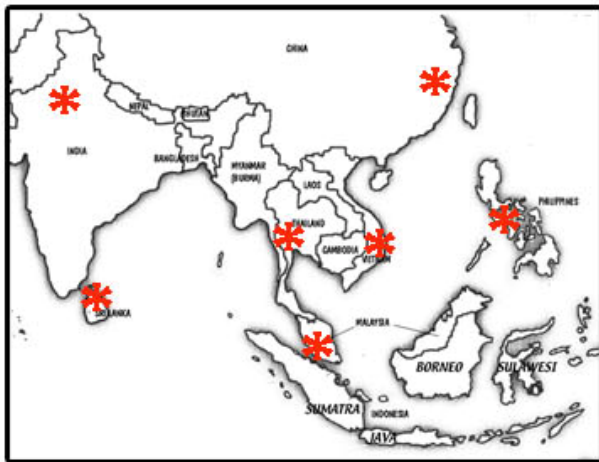 CHINA
NEPAL
BHUTAN
INDIA
BANGLADESH
MYANMAR
(BURMA)
LAOS
THAILAND
PHILIPPINES
CAMBODIA
VIETNAM
SRI LANKA
MALAYSIA
BORNEO
SULAWESI
SUMATRA
INDONESIA
JAVA